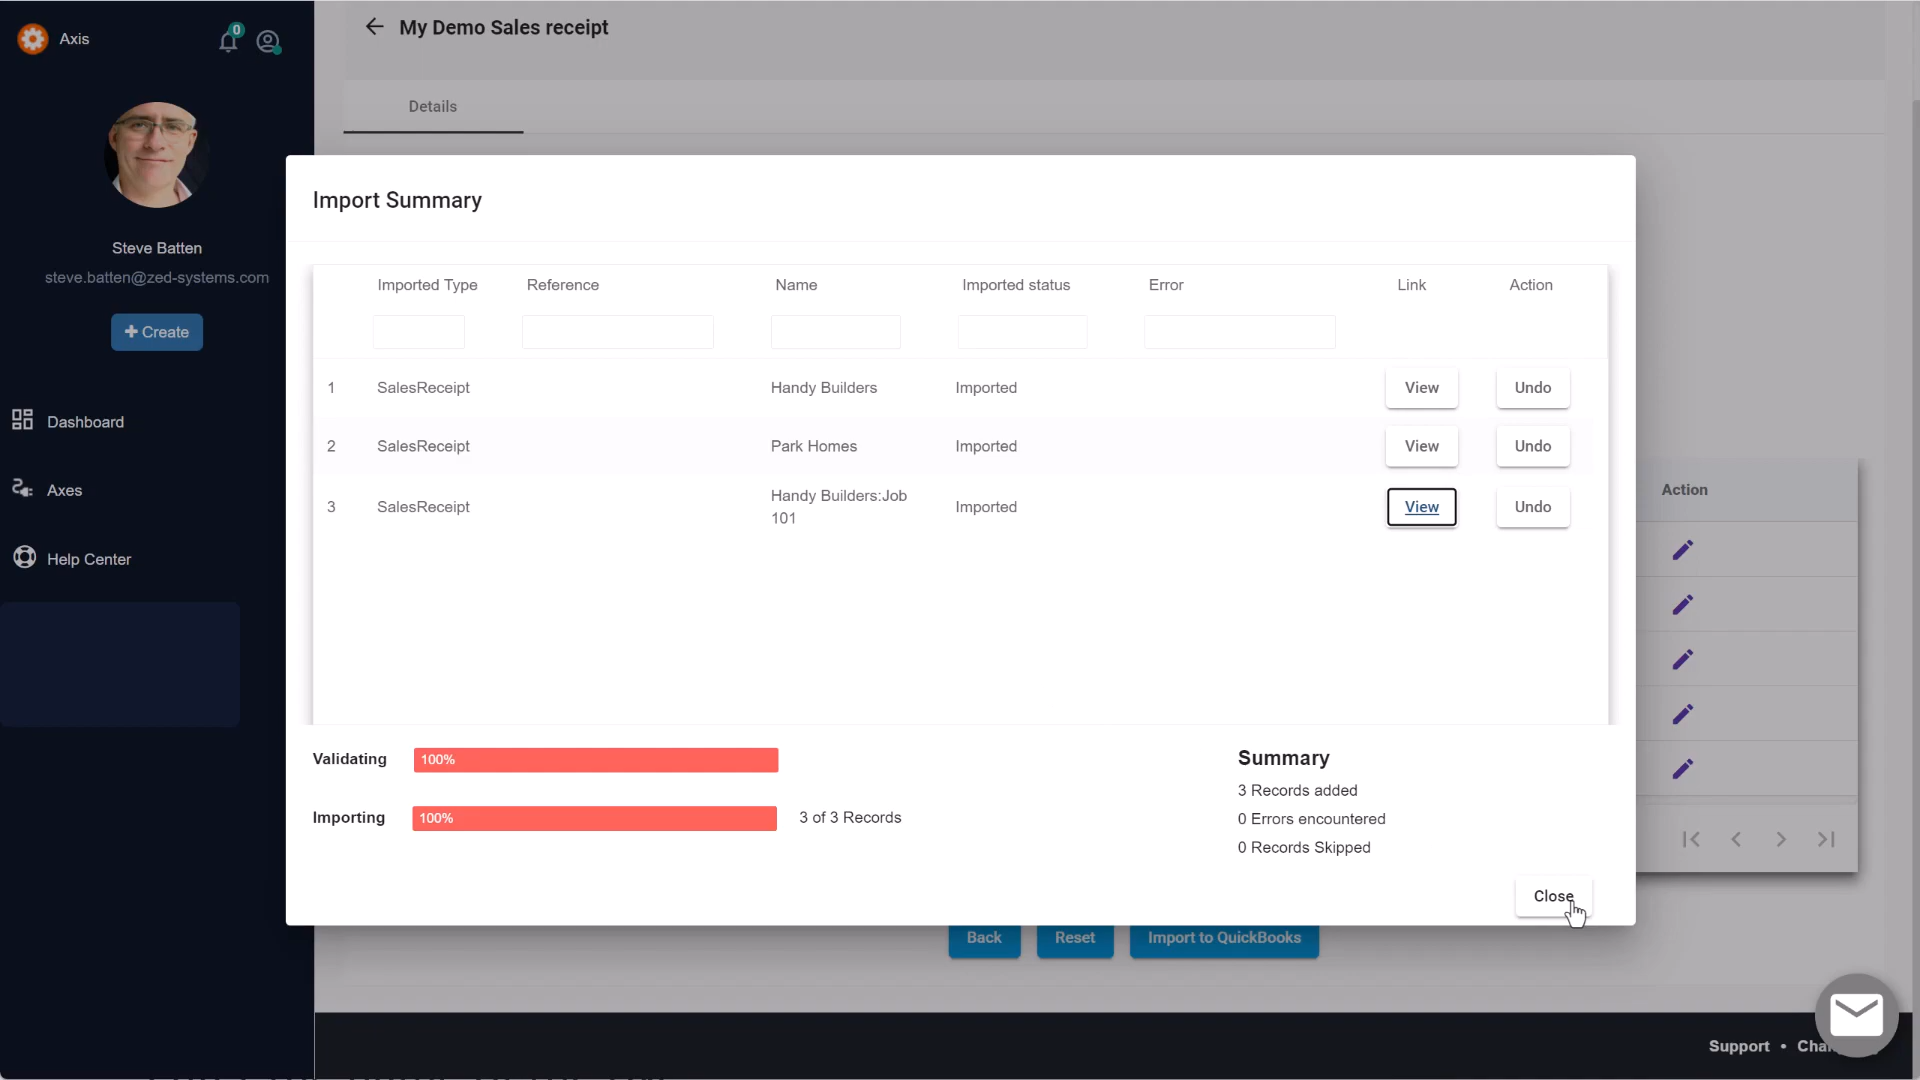 Axis
0
My Demo Sales receipt
Details
Steve Batten
steve.batten@zed-systems.com
+ Create
Dashboard
Axes
Help Center
Import Summary
Imported Type Reference Name Imported status Error Link Action
1 SalesReceipt Handy Builders Imported View Undo
2 SalesReceipt Park Homes Imported View Undo
3 SalesReceipt Handy Builders:Job 101 Imported View Undo
Action
Validating 100%
Importing 100% 3 of 3 Records
Summary
3 Records added
0 Errors encountered
0 Records Skipped
Close
Back Reset Import to QuickBooks
Support •